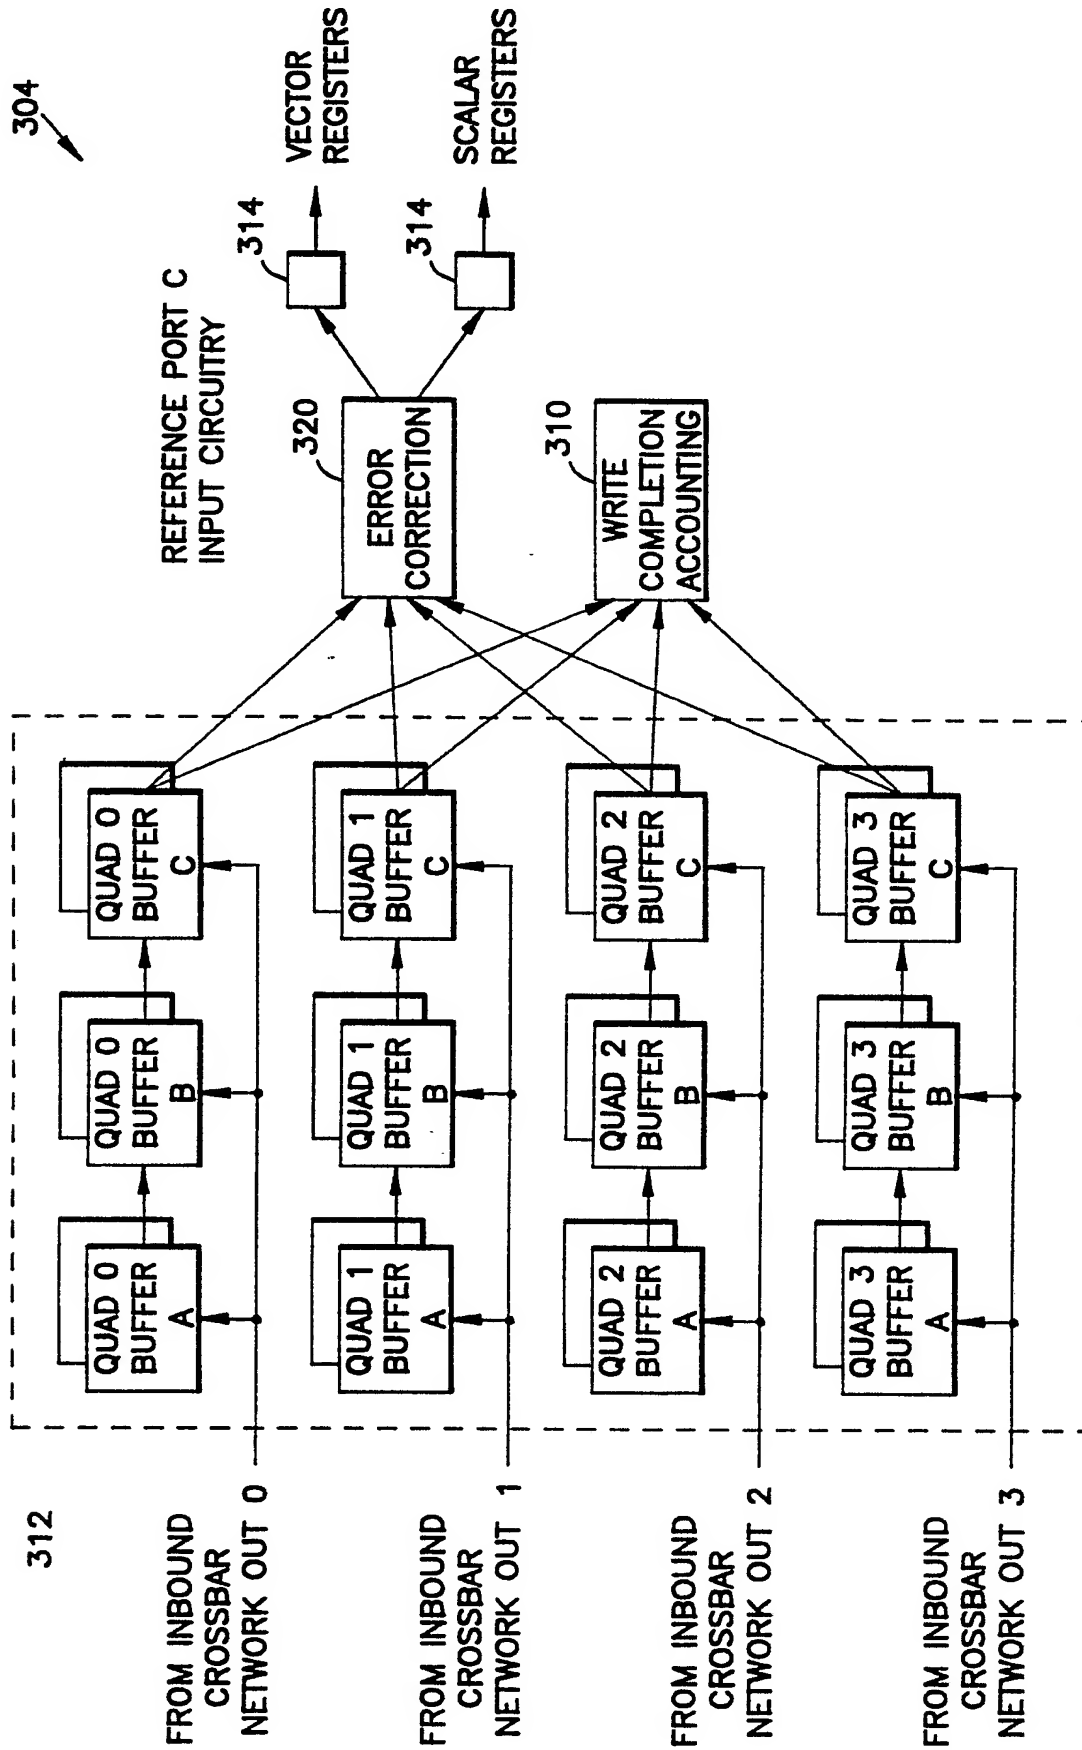 304
REFERENCE PORT C
INPUT CIRCUITRY
312
FROM INBOUND
CROSSBAR
NETWORK OUT 0
QUAD 0
BUFFER
A
QUAD 0
BUFFER
B
QUAD 0
BUFFER
C
FROM INBOUND
CROSSBAR
NETWORK OUT 1
QUAD 1
BUFFER
A
QUAD 1
BUFFER
B
QUAD 1
BUFFER
C
FROM INBOUND
CROSSBAR
NETWORK OUT 2
QUAD 2
BUFFER
A
QUAD 2
BUFFER
B
QUAD 2
BUFFER
C
FROM INBOUND
CROSSBAR
NETWORK OUT 3
QUAD 3
BUFFER
A
QUAD 3
BUFFER
B
QUAD 3
BUFFER
C
320
ERROR
CORRECTION
310
WRITE
COMPLETION
ACCOUNTING
314
VECTOR
REGISTERS
314
SCALAR
REGISTERS